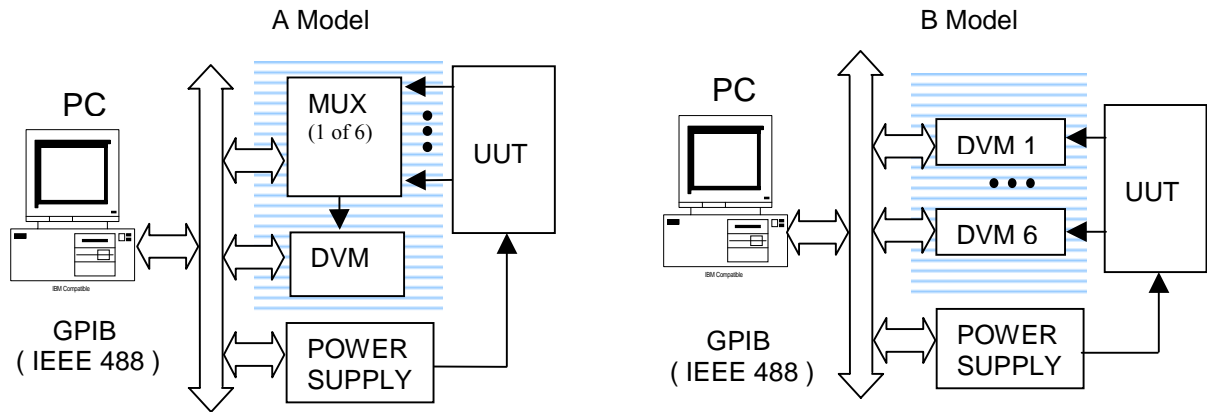 A Model
PC
MUX
(1 of 6)
UUT
DVM
IBM Compatible
GPIB
( IEEE 488 )
POWER
SUPPLY
B Model
PC
DVM 1
UUT
DVM 6
IBM Compatible
GPIB
( IEEE 488 )
POWER
SUPPLY